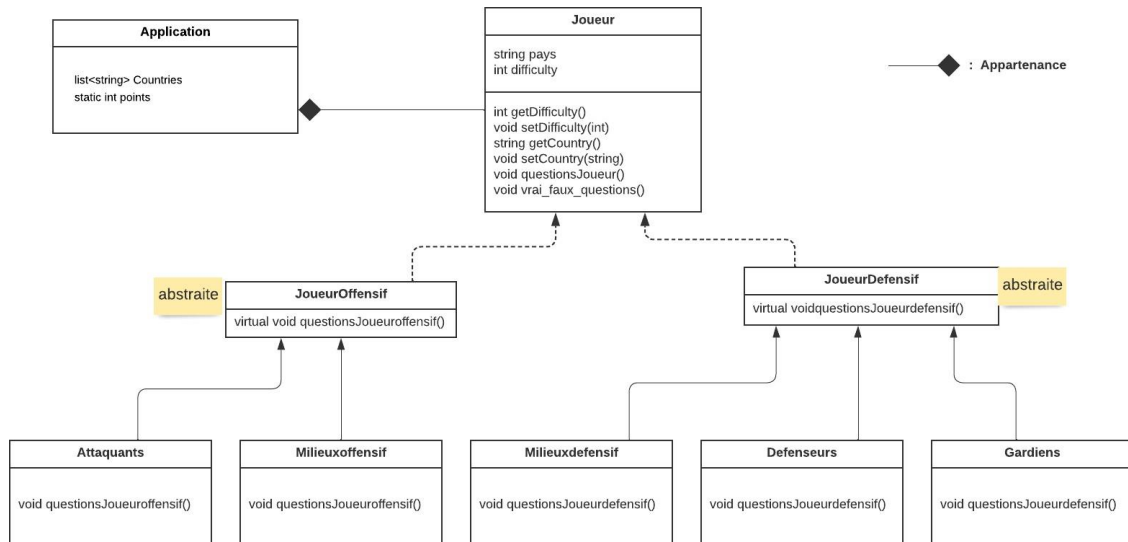 Application
list<string> Countries
static int points
Joueur
string pays
int difficulty
int getDifficulty()
void setDifficulty(int)
string getCountry()
void setCountry(string)
void questionsJoueur()
void vrai_faux_questions()
: Appartenance
abstraite
JoueurOffensif
virtual void questionsJoueuroffensif()
JoueurDefensif
virtual voidquestionsJoueurdefensif()
abstraite
Attaquants
void questionsJoueuroffensif()
Milieuxoffensif
void questionsJoueuroffensif()
Milieuxdefensif
void questionsJoueurdefensif()
Defenseurs
void questionsJoueurdefensif()
Gardiens
void questionsJoueurdefensif()